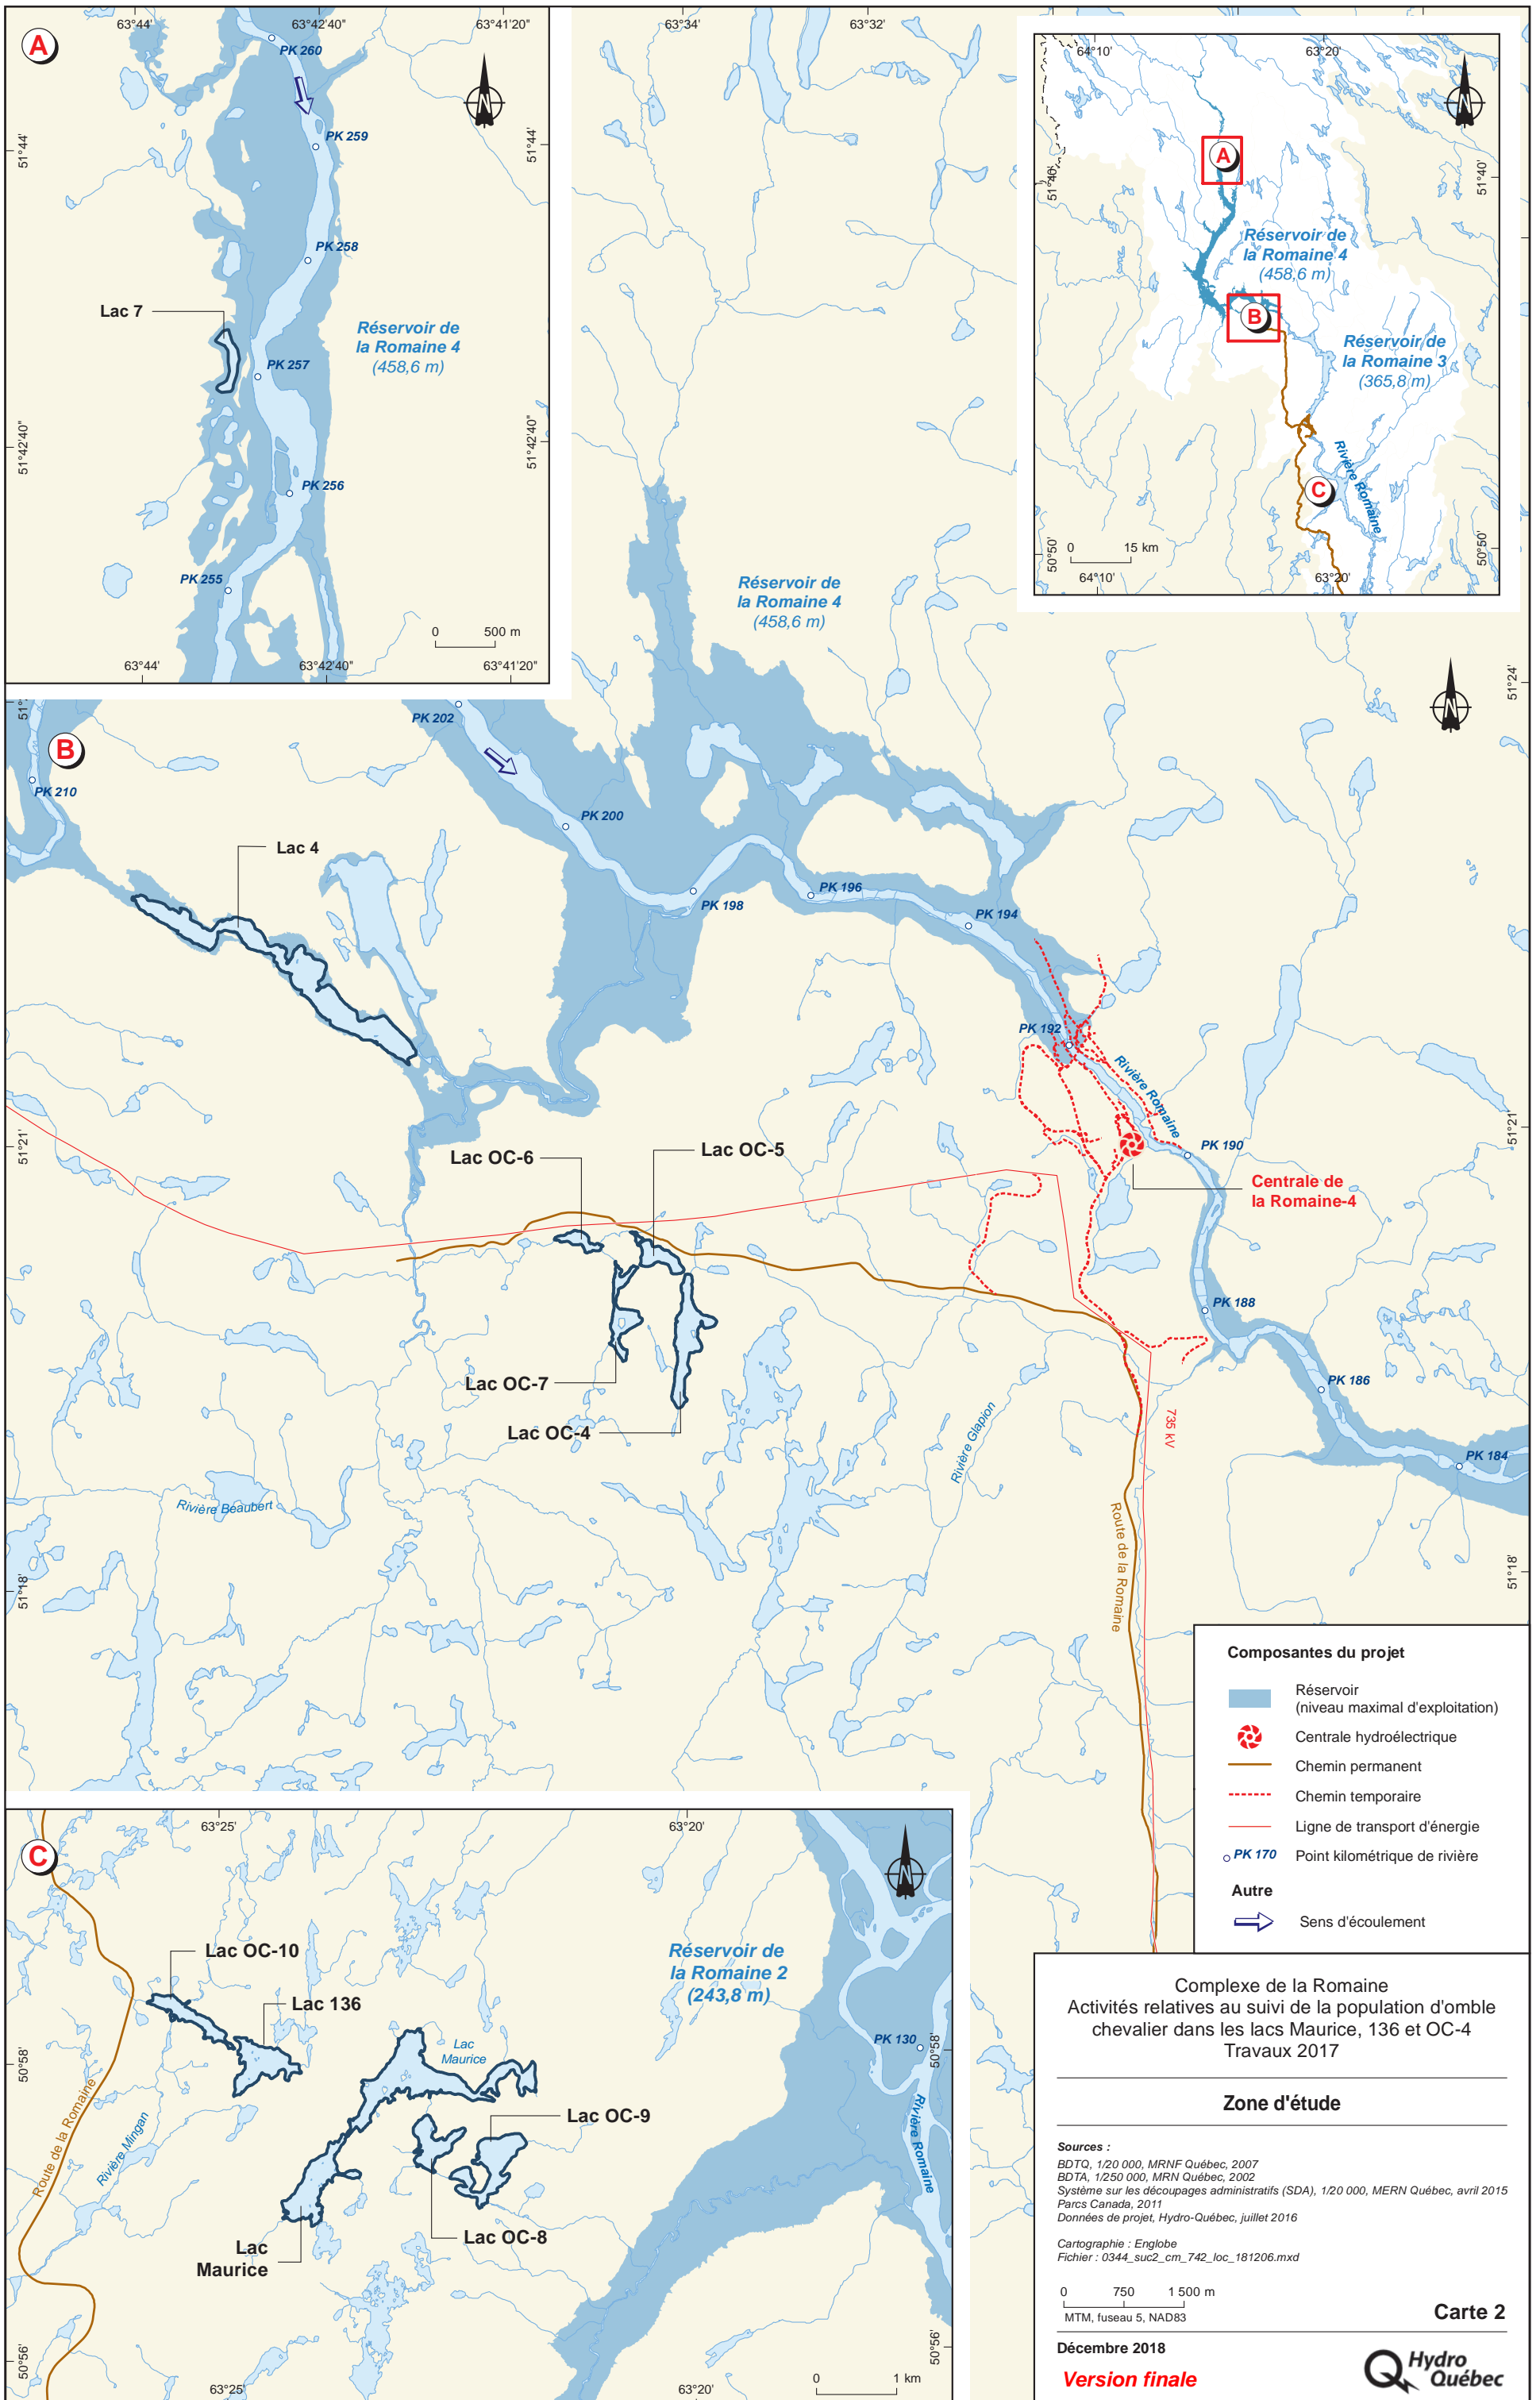 A
63°44'
63°42'40"
63°41'20"
PK 260
PK 259
PK 258
PK 257
PK 256
PK 255
Lac 7
Réservoir de
la Romaine 4
(458,6 m)
51°44'
51°44'
51°42'40"
51°42'40"
0 500 m
63°44'
63°42'40"
63°41'20"
N
63°34'
63°32'
64°10'
63°20'
N
A
51°40'
51°40'
Réservoir de
la Romaine 4
(458,6 m)
B
Réservoir de
la Romaine 3
(365,8 m)
Rivière Romaine
C
50°50'
50°50'
0 15 km
64°10'
63°20'
Réservoir de
la Romaine 4
(458,6 m)
51°24'
N
B
PK 210
PK 202
PK 200
PK 198
PK 196
PK 194
PK 192
PK 190
PK 188
PK 186
PK 184
Lac 4
Rivière Romaine
51°21'
51°21'
Lac OC-6
Lac OC-5
Centrale de
la Romaine-4
Lac OC-7
Lac OC-4
Rivière Glapion
735 kV
Rivière Beaubert
Route de la Romaine
51°18'
51°18'
Composantes du projet
Réservoir
(niveau maximal d'exploitation)
Centrale hydroélectrique
Chemin permanent
Chemin temporaire
Ligne de transport d'énergie
PK 170 Point kilométrique de rivière
Autre
Sens d'écoulement
C
63°25'
63°20'
N
Lac OC-10
Lac 136
Réservoir de
la Romaine 2
(243,8 m)
Lac
Maurice
PK 130
50°58'
50°58'
Route de la Romaine
Rivière Mingan
Lac OC-9
Rivière Romaine
Lac OC-8
Lac
Maurice
50°56'
50°56'
0 1 km
63°25'
63°20'
Complexe de la Romaine
Activités relatives au suivi de la population d'omble
chevalier dans les lacs Maurice, 136 et OC-4
Travaux 2017
Zone d'étude
Sources :
BDTQ, 1/20 000, MRNF Québec, 2007
BDTA, 1/250 000, MRN Québec, 2002
Système sur les découpages administratifs (SDA), 1/20 000, MERN Québec, avril 2015
Parcs Canada, 2011
Données de projet, Hydro-Québec, juillet 2016
Cartographie : Englobe
Fichier : 0344_suc2_cm_742_loc_181206.mxd
0 750 1 500 m
MTM, fuseau 5, NAD83
Carte 2
Décembre 2018
Version finale
Hydro
Québec